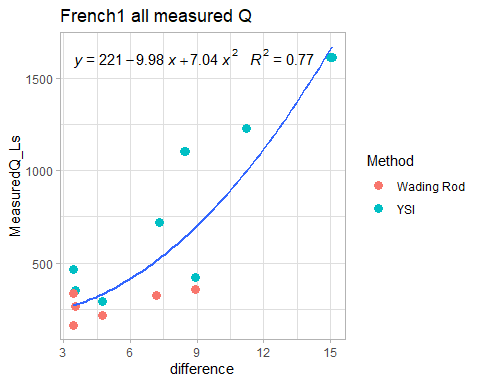 French1 all measured Q
y = 221 − 9.98 x + 7.04 x² R² = 0.77
1500
1000
500
MeasuredQ_Ls
3 6 9 12 15
difference
Method
Wading Rod
YSI